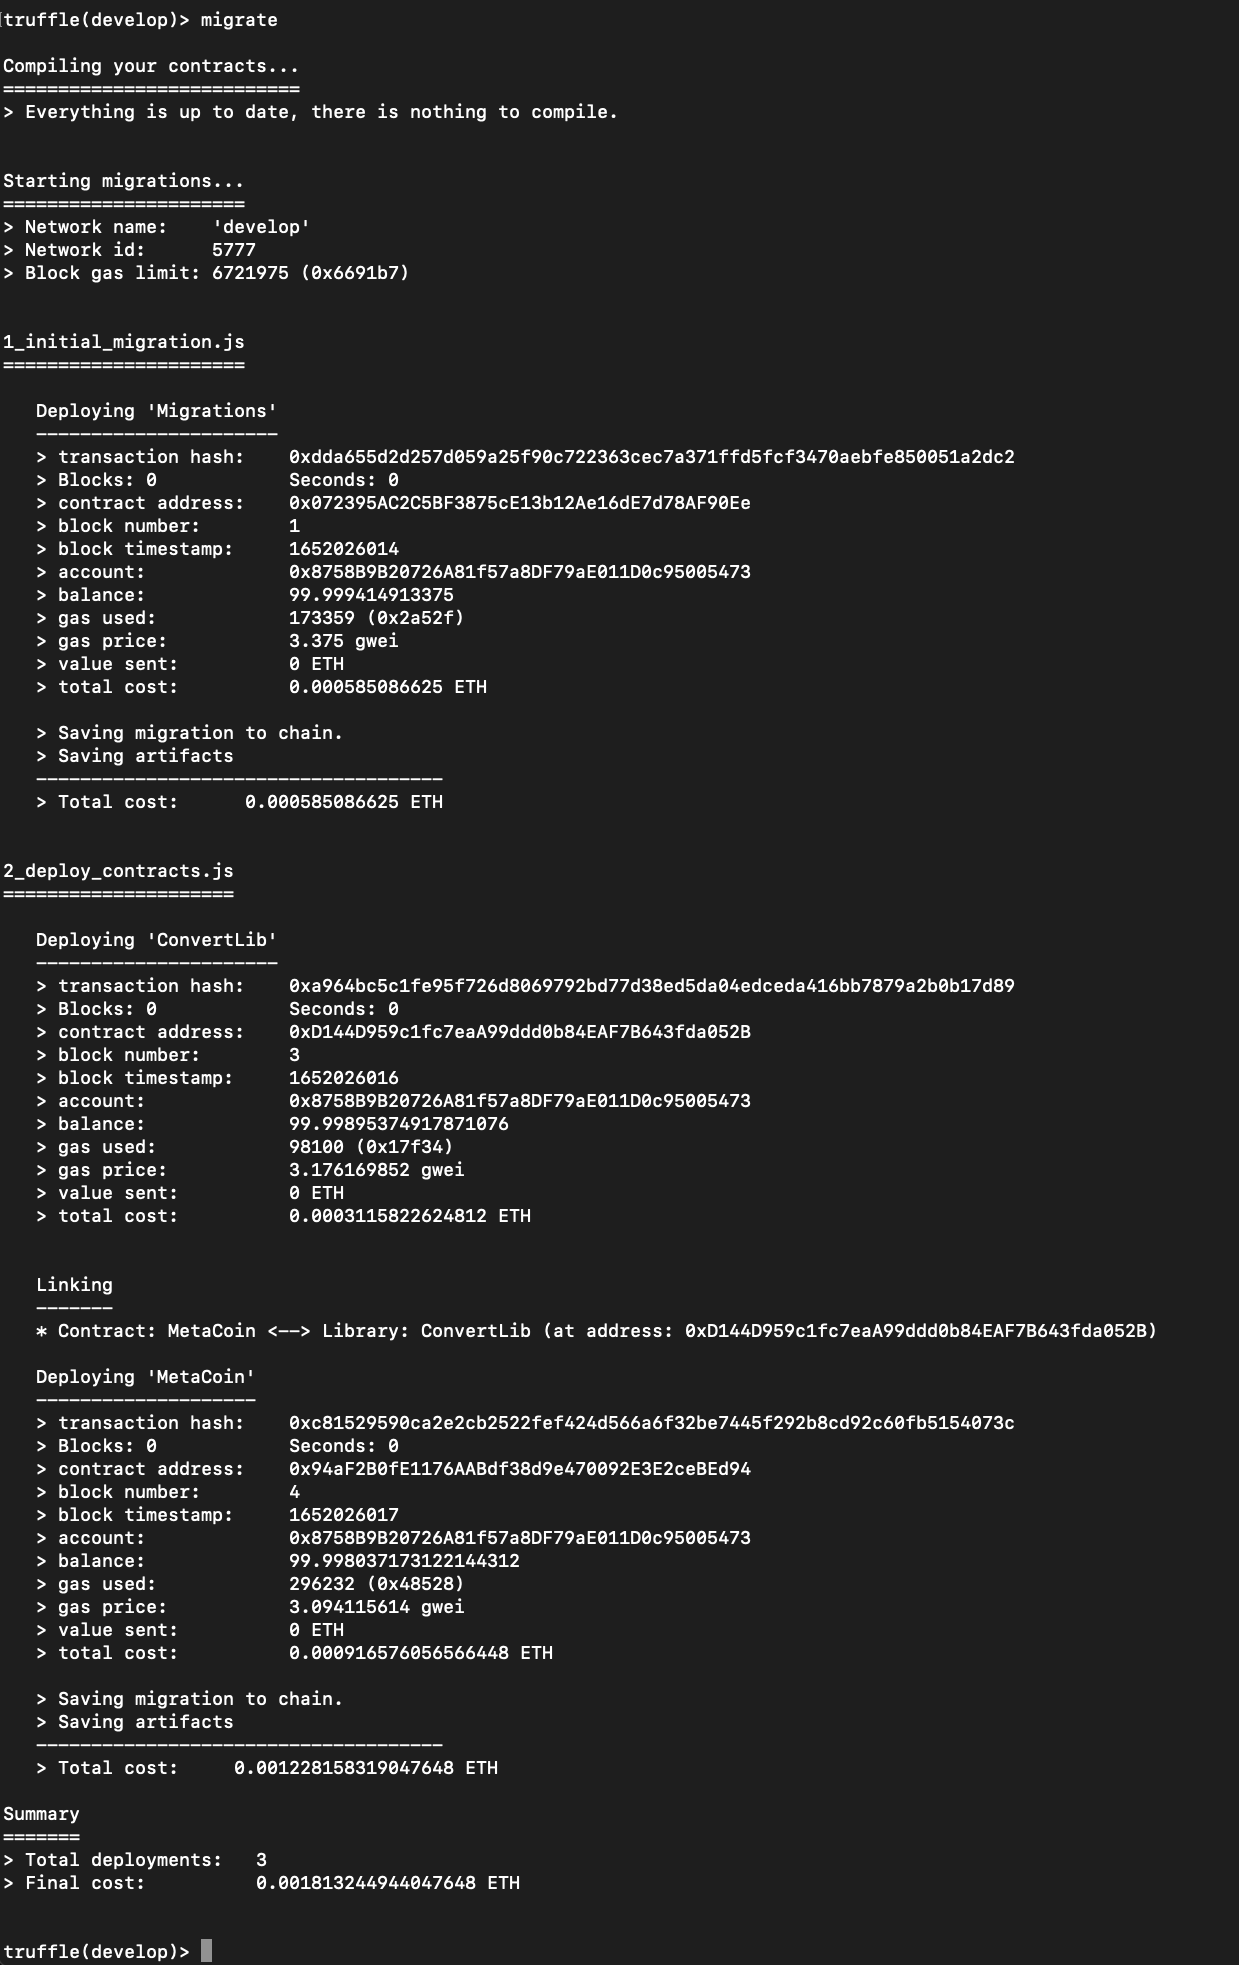 truffle(develop)> migrate
Compiling your contracts...
===========================
> Everything is up to date, there is nothing to compile.
Starting migrations...
======================
> Network name:    'develop'
> Network id:      5777
> Block gas limit: 6721975 (0x6691b7)
1_initial_migration.js
======================
   Deploying 'Migrations'
   ----------------------
   > transaction hash:    0xdda655d2d257d059a25f90c722363cec7a371ffd5fcf3470aebfe850051a2dc2
   > Blocks: 0            Seconds: 0
   > contract address:    0x072395AC2C5BF3875cE13b12Ae16dE7d78AF90Ee
   > block number:        1
   > block timestamp:     1652026014
   > account:             0x8758B9B20726A81f57a8DF79aE011D0c95005473
   > balance:             99.999414913375
   > gas used:            173359 (0x2a52f)
   > gas price:           3.375 gwei
   > value sent:          0 ETH
   > total cost:          0.000585086625 ETH
   > Saving migration to chain.
   > Saving artifacts
   -------------------------------------
   > Total cost:      0.000585086625 ETH
2_deploy_contracts.js
=====================
   Deploying 'ConvertLib'
   ----------------------
   > transaction hash:    0xa964bc5c1fe95f726d8069792bd77d38ed5da04edceda416bb7879a2b0b17d89
   > Blocks: 0            Seconds: 0
   > contract address:    0xD144D959c1fc7eaA99ddd0b84EAF7B643fda052B
   > block number:        3
   > block timestamp:     1652026016
   > account:             0x8758B9B20726A81f57a8DF79aE011D0c95005473
   > balance:             99.99895374917871076
   > gas used:            98100 (0x17f34)
   > gas price:           3.176169852 gwei
   > value sent:          0 ETH
   > total cost:          0.0003115822624812 ETH
   Linking
   -------
   * Contract: MetaCoin <--> Library: ConvertLib (at address: 0xD144D959c1fc7eaA99ddd0b84EAF7B643fda052B)
   Deploying 'MetaCoin'
   --------------------
   > transaction hash:    0xc81529590ca2e2cb2522fef424d566a6f32be7445f292b8cd92c60fb5154073c
   > Blocks: 0            Seconds: 0
   > contract address:    0x94aF2B0fE1176AABdf38d9e470092E3E2ceBEd94
   > block number:        4
   > block timestamp:     1652026017
   > account:             0x8758B9B20726A81f57a8DF79aE011D0c95005473
   > balance:             99.998037173122144312
   > gas used:            296232 (0x48528)
   > gas price:           3.094115614 gwei
   > value sent:          0 ETH
   > total cost:          0.000916576056566448 ETH
   > Saving migration to chain.
   > Saving artifacts
   -------------------------------------
   > Total cost:     0.001228158319047648 ETH
Summary
=======
> Total deployments:   3
> Final cost:          0.001813244944047648 ETH
truffle(develop)>